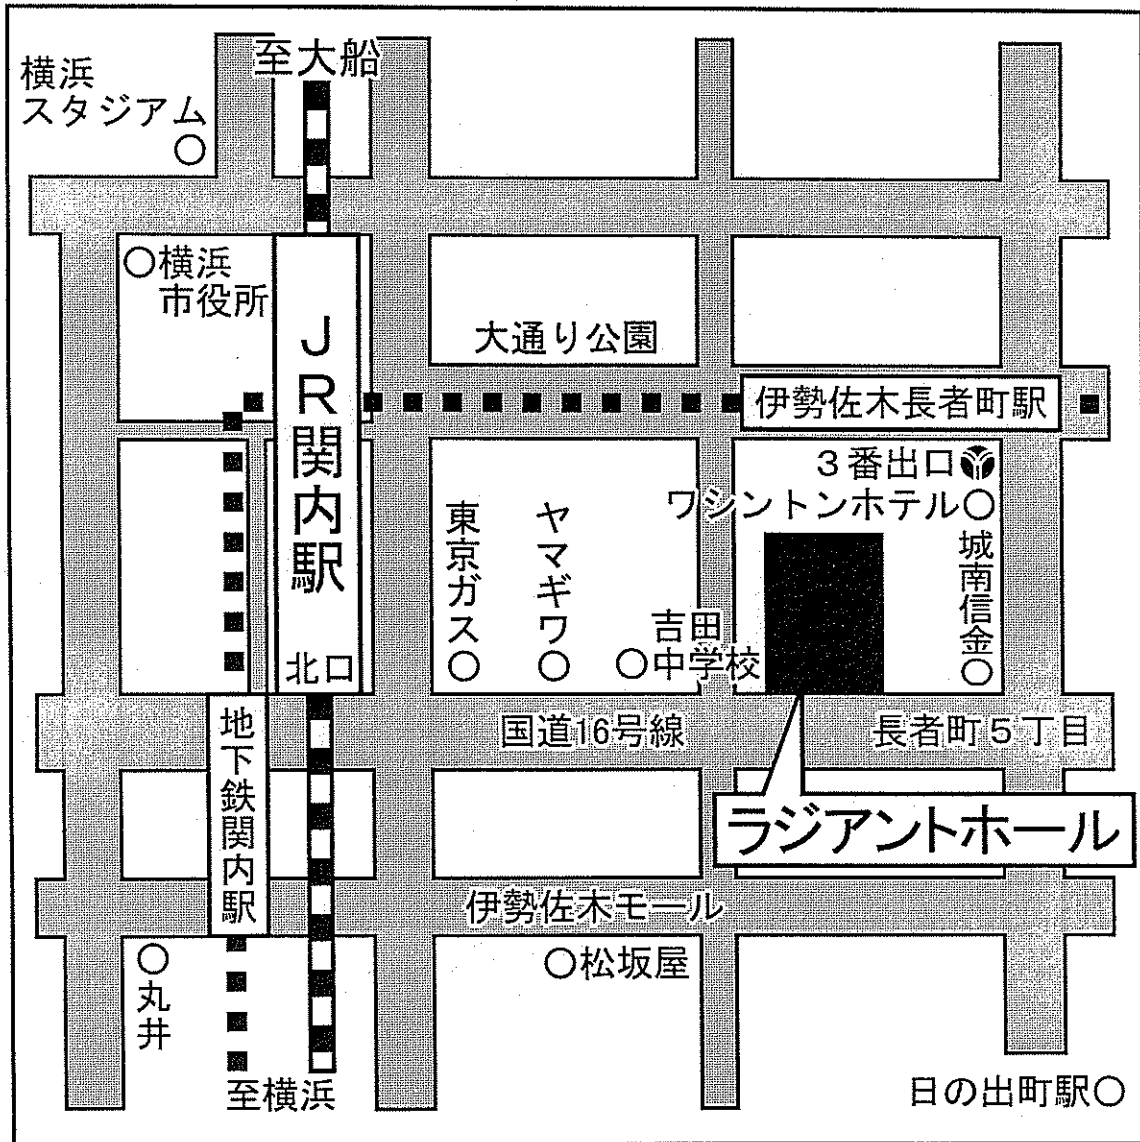 至大船
横浜
スタジアム
横浜
市役所
JR関内駅
北口
大通り公園
伊勢佐木長者町駅
3番出口
ワシントンホテル
城南信金
東京ガス
ヤマギワ
吉田
中学校
国道16号線
長者町5丁目
地下鉄関内駅
ラジアントホール
伊勢佐木モール
丸井
松坂屋
至横浜
日の出町駅